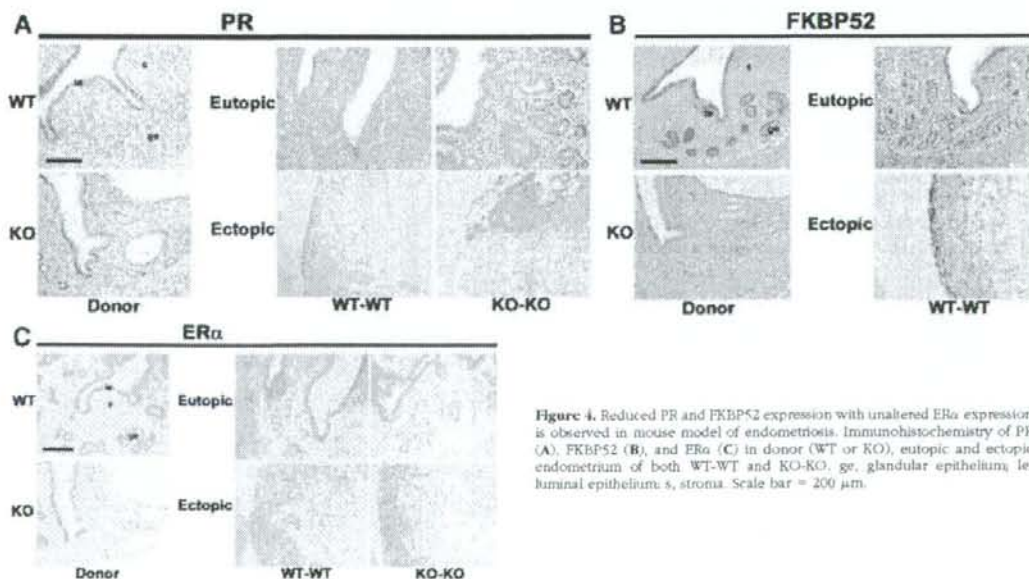 A
PR
WT
s
ge
Eutopic
KO
Ectopic
Donor
WT-WT
KO-KO
B
FKBP52
WT
s
ge
Eutopic
KO
Ectopic
Donor
WT-WT
C
ERα
WT
Eutopic
KO
Ectopic
Donor
WT-WT
KO-KO
Figure 4. Reduced PR and FKBP52 expression with unaltered ERα expression
is observed in mouse model of endometriosis. Immunohistochemistry of PR
(A), FKBP52 (B), and ERα (C) in donor (WT or KO), eutopic and ectopic
endometrium of both WT-WT and KO-KO. ge, glandular epithelium; le,
luminal epithelium; s, stroma. Scale bar = 200 μm.